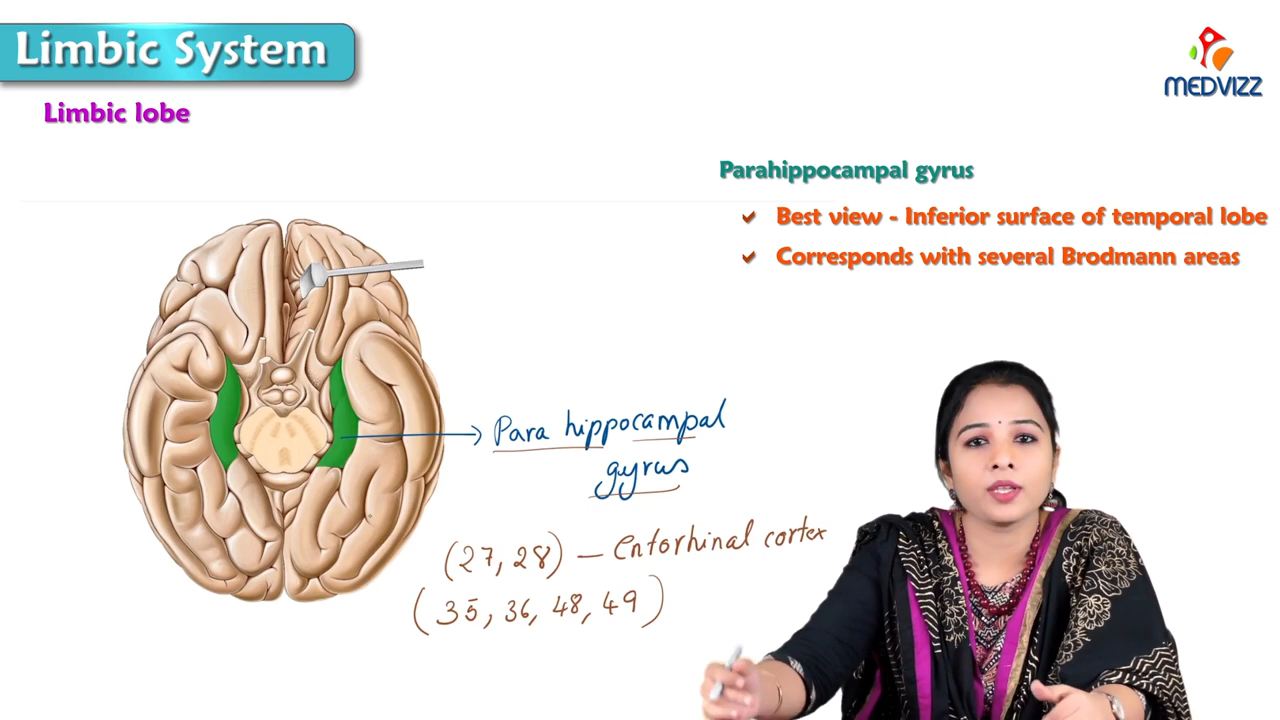 Limbic System
MEDVIZZ
Limbic lobe
Parahippocampal gyrus
Best view - Inferior surface of temporal lobe
Corresponds with several Brodmann areas
Para hippocampal
gyrus
(27, 28) — Entorhinal cortex
(35, 36, 48, 49)